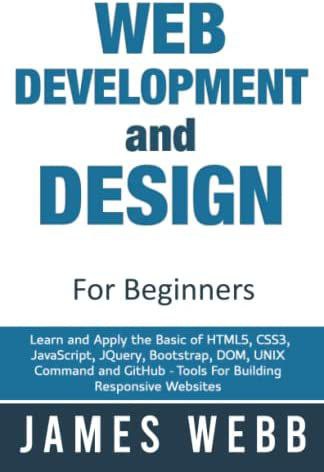 WEB
DEVELOPMENT
and
DESIGN
For Beginners
Learn and Apply the Basic of HTML5, CSS3,
JavaScript, JQuery, Bootstrap, DOM, UNIX
Command and GitHub - Tools For Building
Responsive Websites
JAMES WEBB